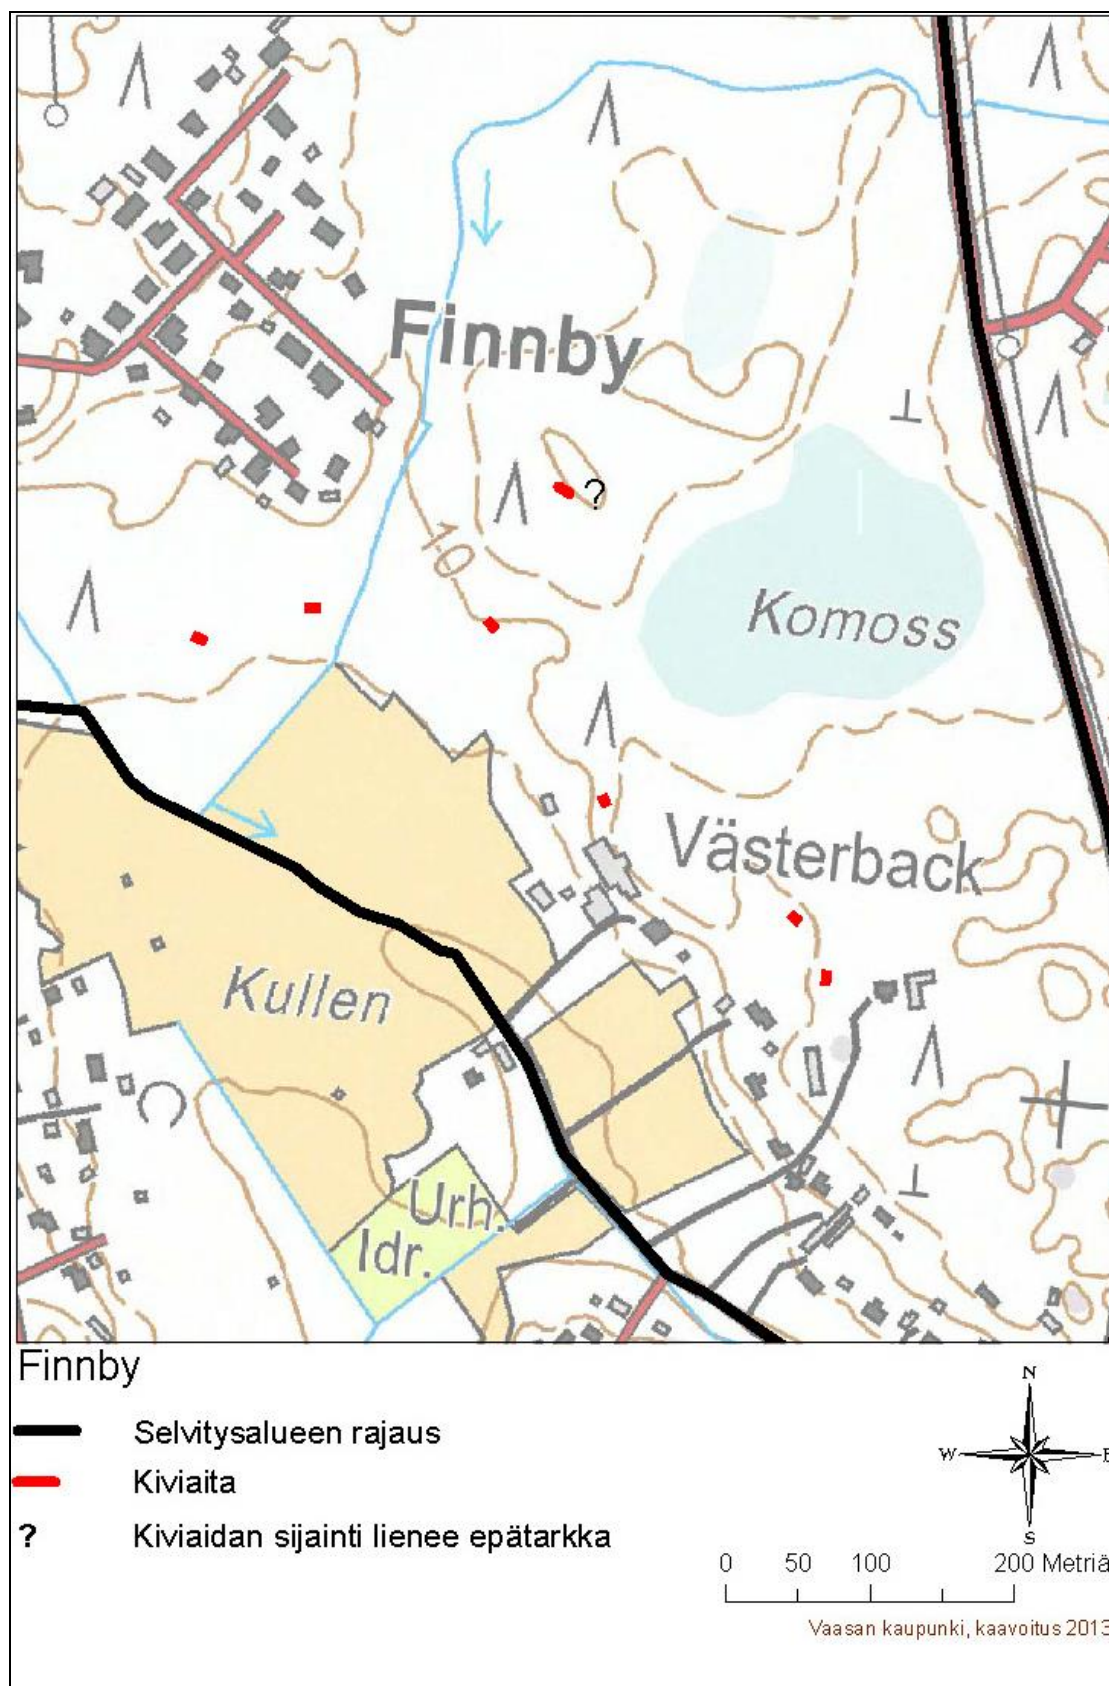 Finnby
10
?
Komoss
Västerback
Kullen
Urh.
Idr.
Finnby
N
Selvitysalueen rajaus
W
E
Kiviaita
? Kiviaidan sijainti lienee epätarkka
S
0 50 100 200 Metriä
Vaasan kaupunki, kaavoitus 2013